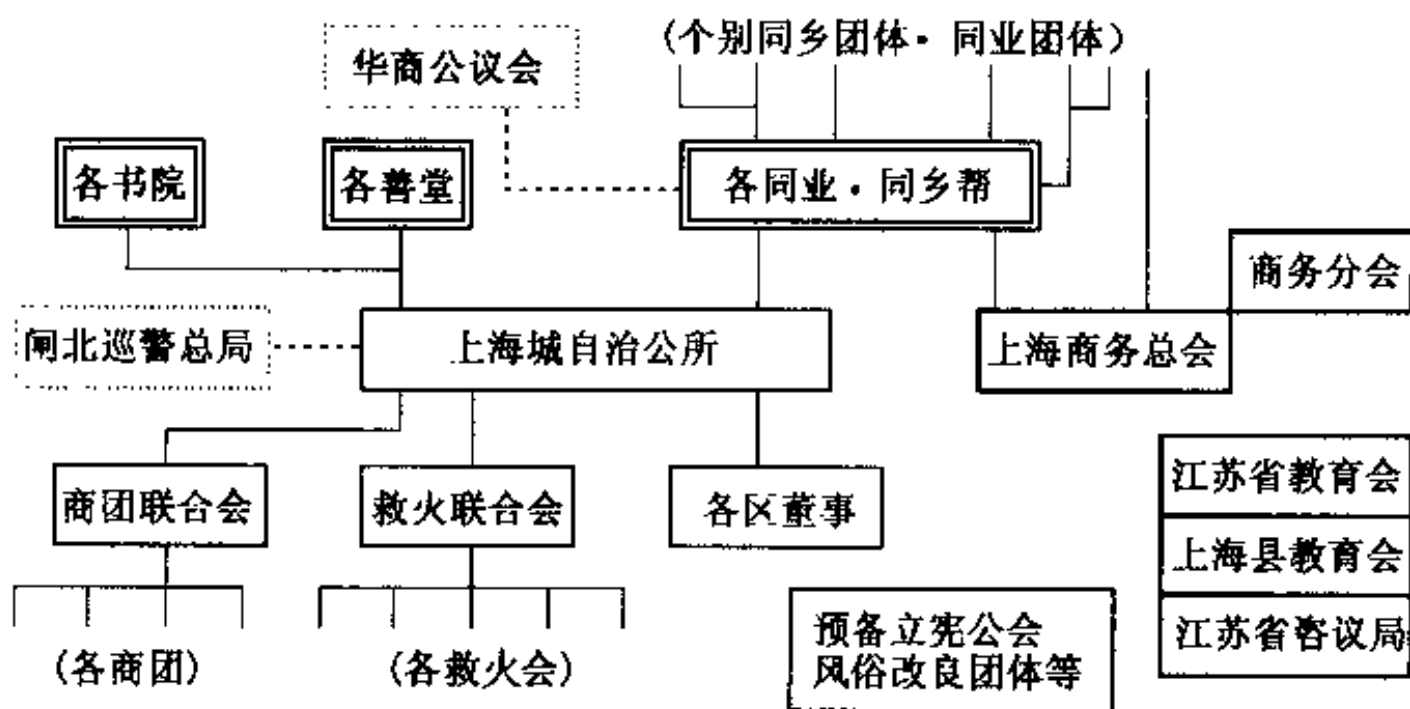 (个别同乡团体·同业团体)
华商公议会
各书院
各善堂
各同业·同乡帮
商务分会
闸北巡警总局
上海城自治公所
上海商务总会
商团联合会
救火联合会
各区董事
江苏省教育会
上海县教育会
江苏省咨议局
(各商团)
(各救火会)
预备立宪公会
风俗改良团体等